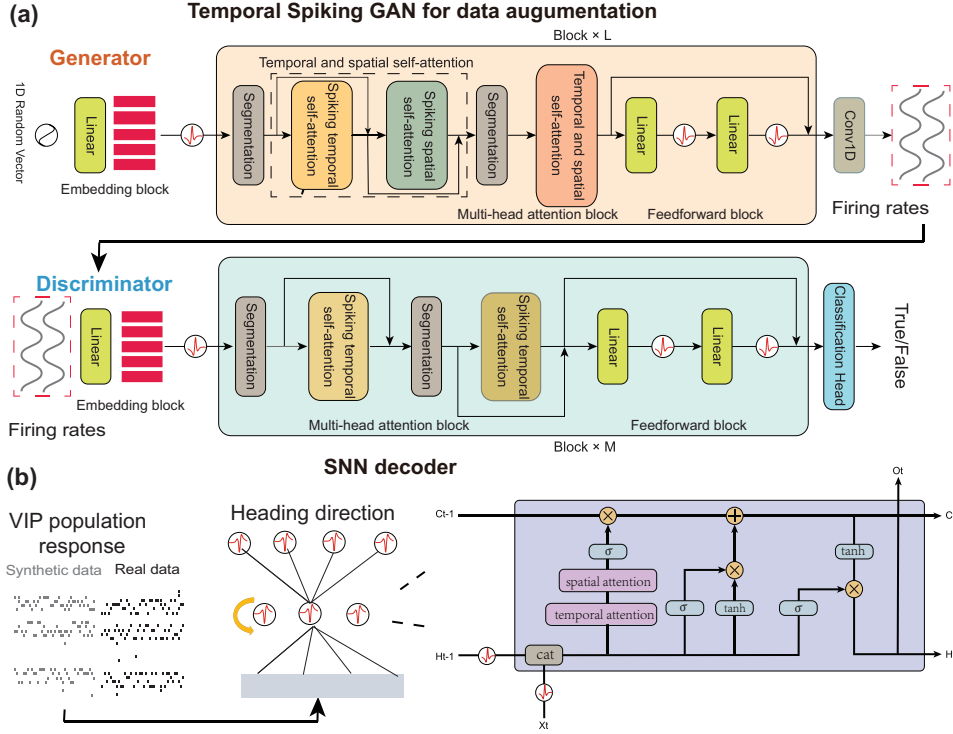 (a)
Temporal Spiking GAN for data augumentation
Block × L
Generator
Temporal and spatial self-attention
1D Random
Vector
Linear
Embedding block
Segmentation
Spiking temporal
self-attention
Spiking spatial
self-attention
Segmentation
Temporal and spatial
self-attention
Multi-head attention block
Linear
Linear
Feedforward block
Conv1D
Firing rates
Discriminator
Firing rates
Linear
Embedding block
Segmentation
Spiking temporal
self-attention
Segmentation
Spiking temporal
self-attention
Multi-head attention block
Linear
Linear
Feedforward block
Classification Head
True/False
Block × M
(b)
SNN decoder
VIP population
response
Synthetic data
Real data
Heading direction
Ot
Ct-1
C
σ
spatial attention
temporal attention
σ
tanh
σ
tanh
Ht-1
cat
H
Xt